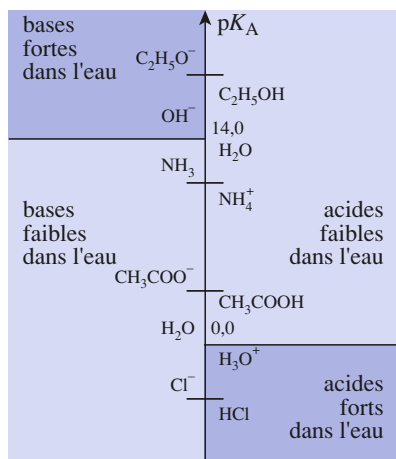 bases
fortes
dans l'eau
pK_A
C₂H₅O⁻
C₂H₅OH
OH⁻
14,0
H₂O
NH₃
NH₄⁺
bases
faibles
dans l'eau
acides
faibles
dans l'eau
CH₃COO⁻
CH₃COOH
H₂O
0,0
H₃O⁺
Cl⁻
HCl
acides
forts
dans l'eau